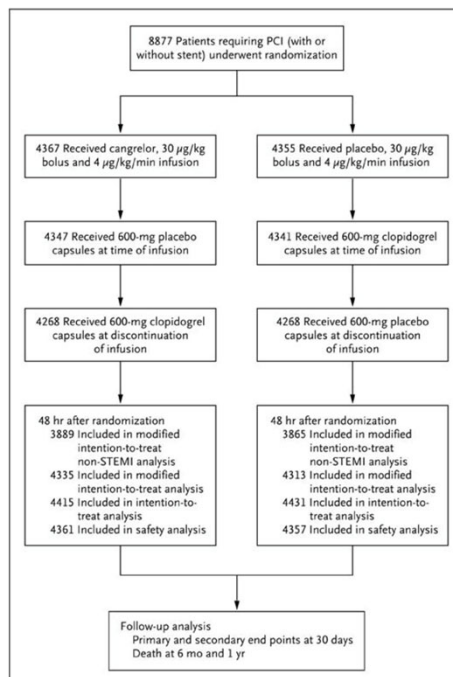 8877 Patients requiring PCI (with or
without stent) underwent randomization
4367 Received cangrelor, 30 μg/kg
bolus and 4 μg/kg/min infusion
4355 Received placebo, 30 μg/kg
bolus and 4 μg/kg/min infusion
4347 Received 600-mg placebo
capsules at time of infusion
4341 Received 600-mg clopidogrel
capsules at time of infusion
4268 Received 600-mg clopidogrel
capsules at discontinuation
of infusion
4268 Received 600-mg placebo
capsules at discontinuation
of infusion
48 hr after randomization
3889 Included in modified
intention-to-treat
non-STEMI analysis
4335 Included in modified
intention-to-treat analysis
4415 Included in intention-to-
treat analysis
4361 Included in safety analysis
48 hr after randomization
3865 Included in modified
intention-to-treat
non-STEMI analysis
4313 Included in modified
intention-to-treat analysis
4431 Included in intention-to-
treat analysis
4357 Included in safety analysis
Follow-up analysis
Primary and secondary end points at 30 days
Death at 6 mo and 1 yr